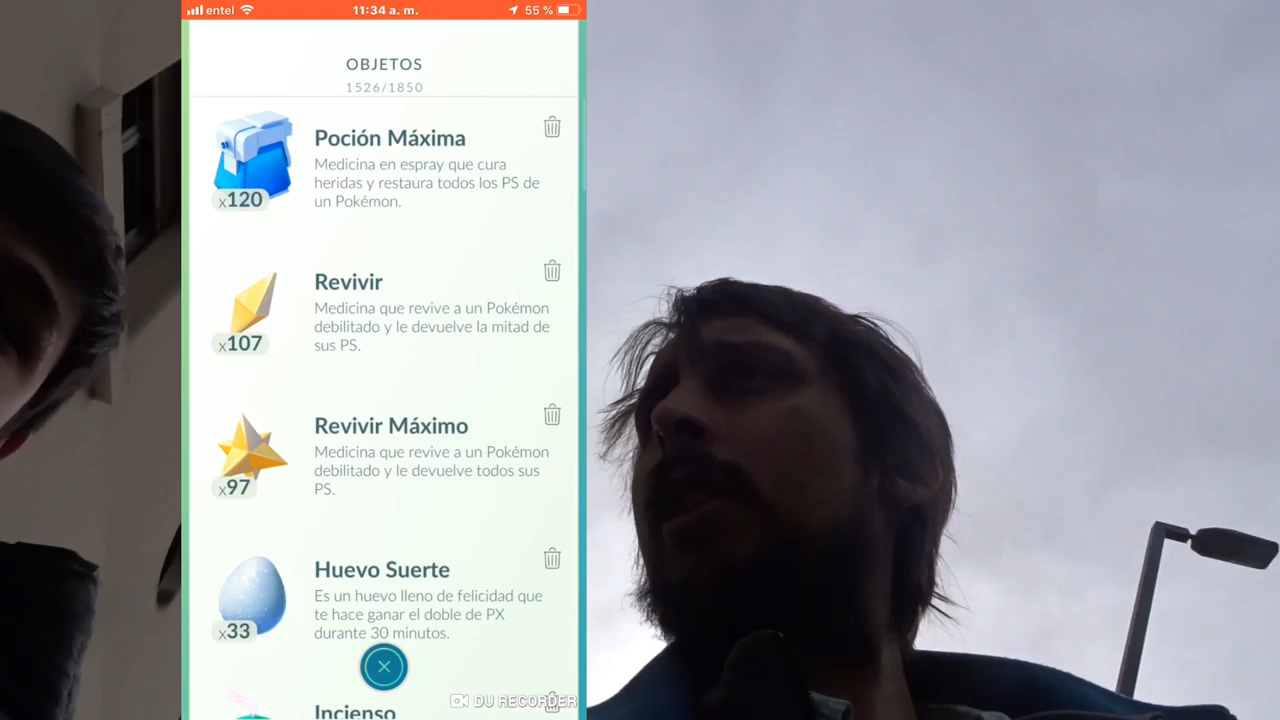 entel
11:34 a. m.
55 %
OBJETOS
1526/1850
Poción Máxima
Medicina en espray que cura
heridas y restaura todos los PS de
un Pokémon.
x120
Revivir
Medicina que revive a un Pokémon
debilitado y le devuelve la mitad de
sus PS.
x107
Revivir Máximo
Medicina que revive a un Pokémon
debilitado y le devuelve todos sus
PS.
x97
Huevo Suerte
Es un huevo lleno de felicidad que
te hace ganar el doble de PX
durante 30 minutos.
x33
DU RECORDER
Incienso